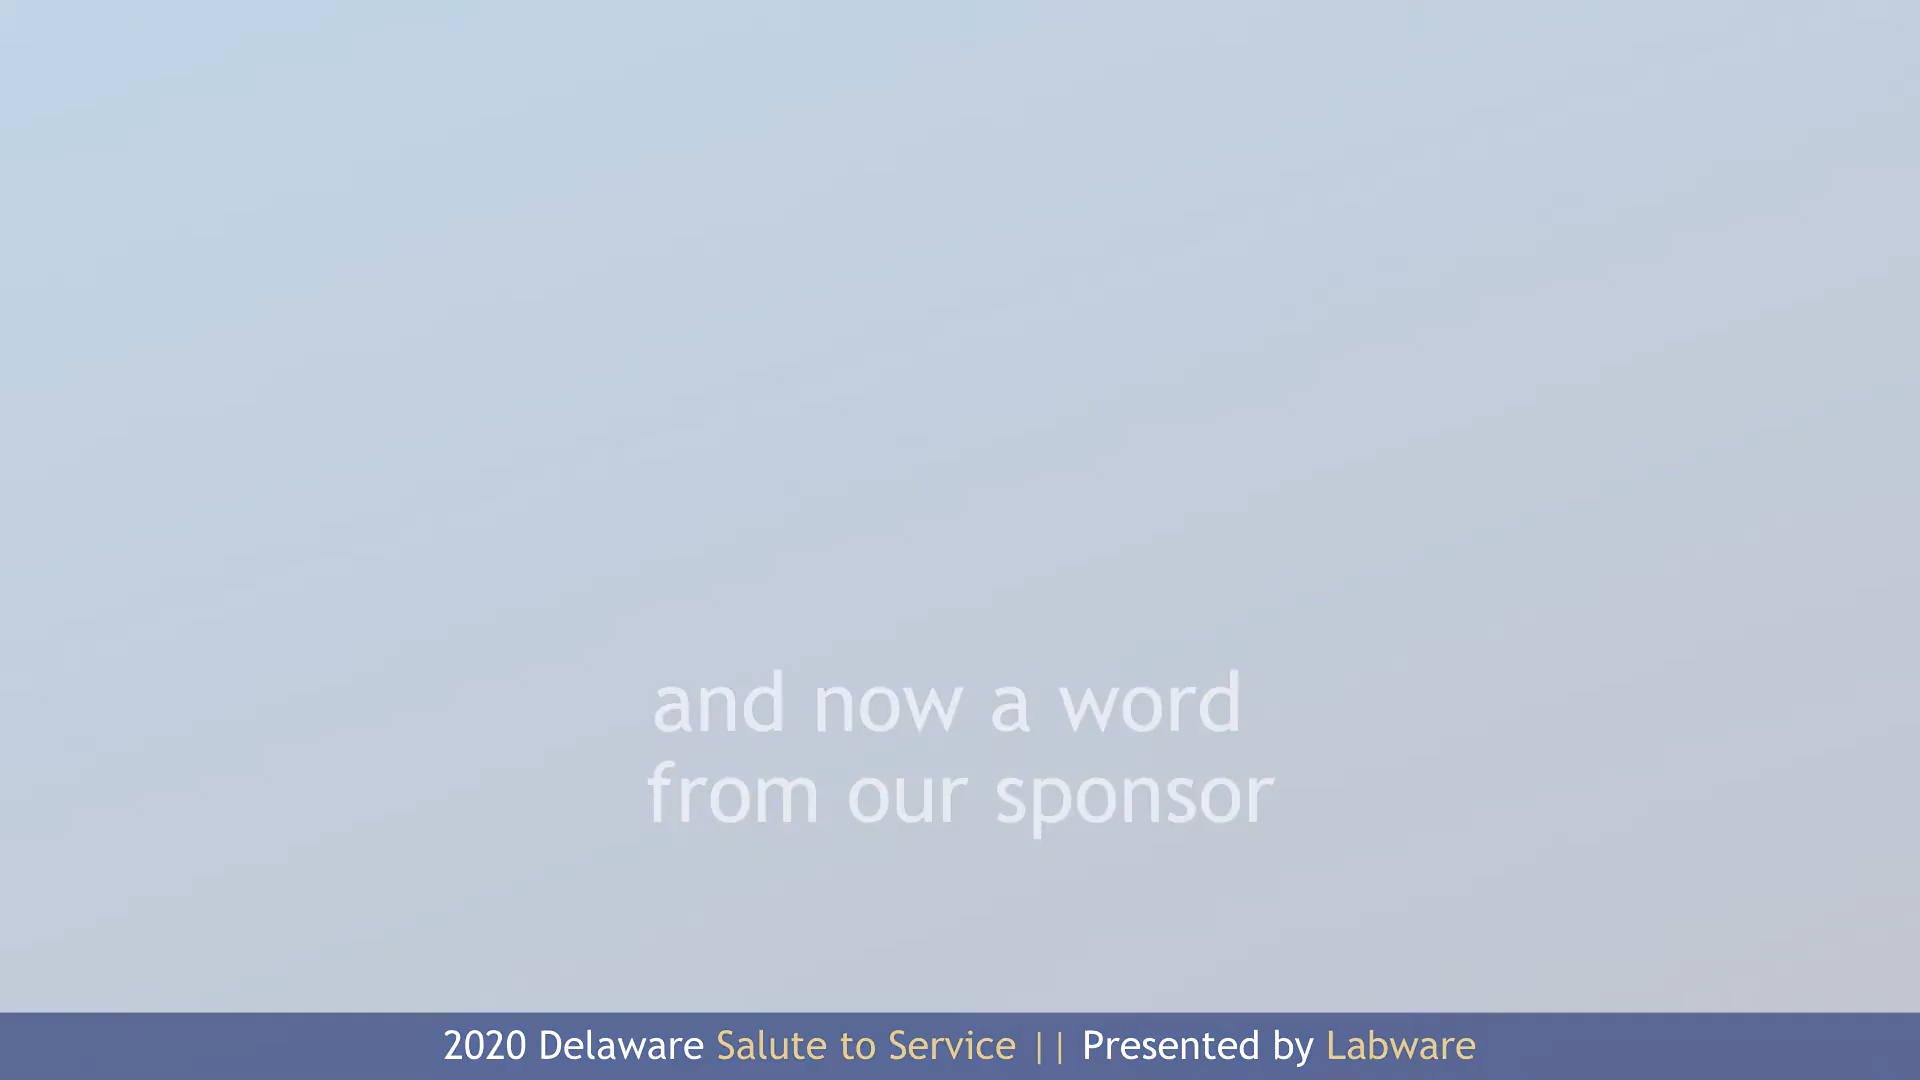 and now a word
from our sponsor
2020 Delaware Salute to Service || Presented by Labware